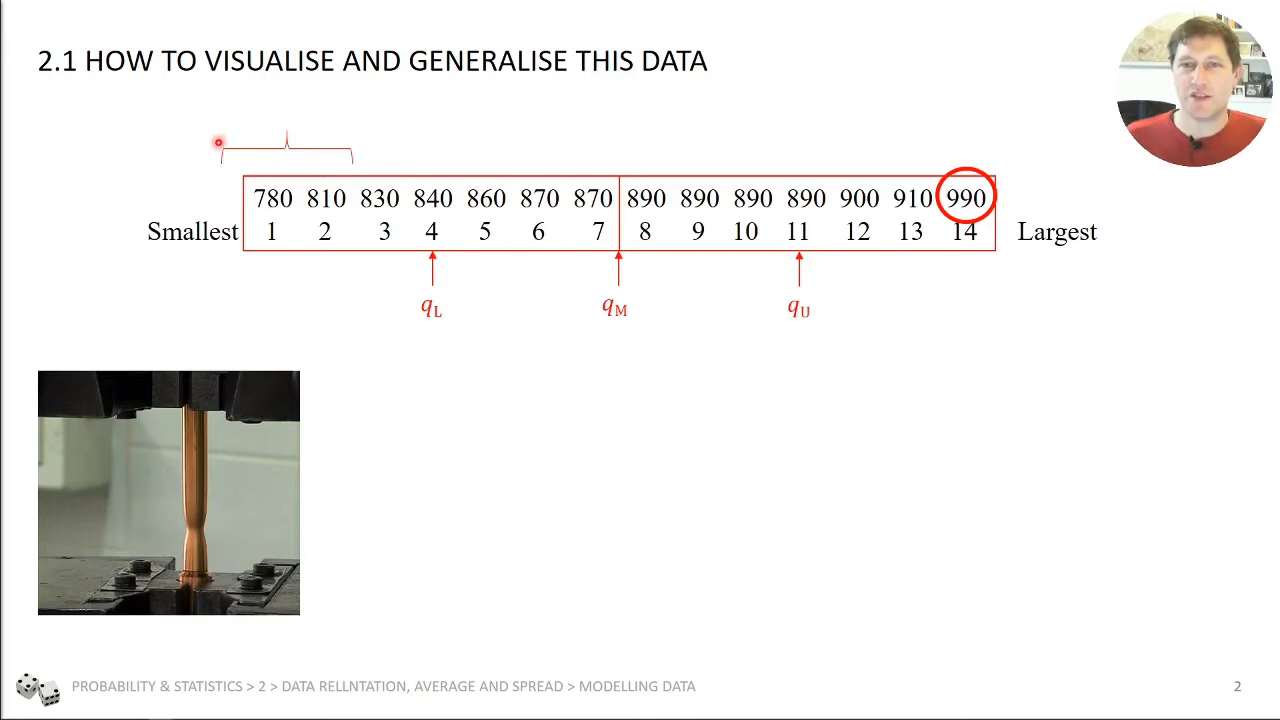 2.1 HOW TO VISUALISE AND GENERALISE THIS DATA
780 810 830 840 860 870 870 890 890 890 890 900 910 990
Smallest 1 2 3 4 5 6 7 8 9 10 11 12 13 14 Largest
qL qM qU
PROBABILITY & STATISTICS > 2 > DATA RELLNTATION, AVERAGE AND SPREAD > MODELLING DATA 2